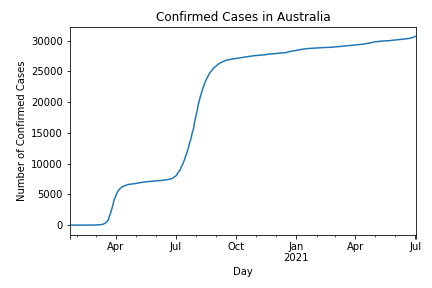 Confirmed Cases in Australia
Number of Confirmed Cases
30000
25000
20000
15000
10000
5000
0
Apr Jul Oct Jan Apr Jul
2021
Day